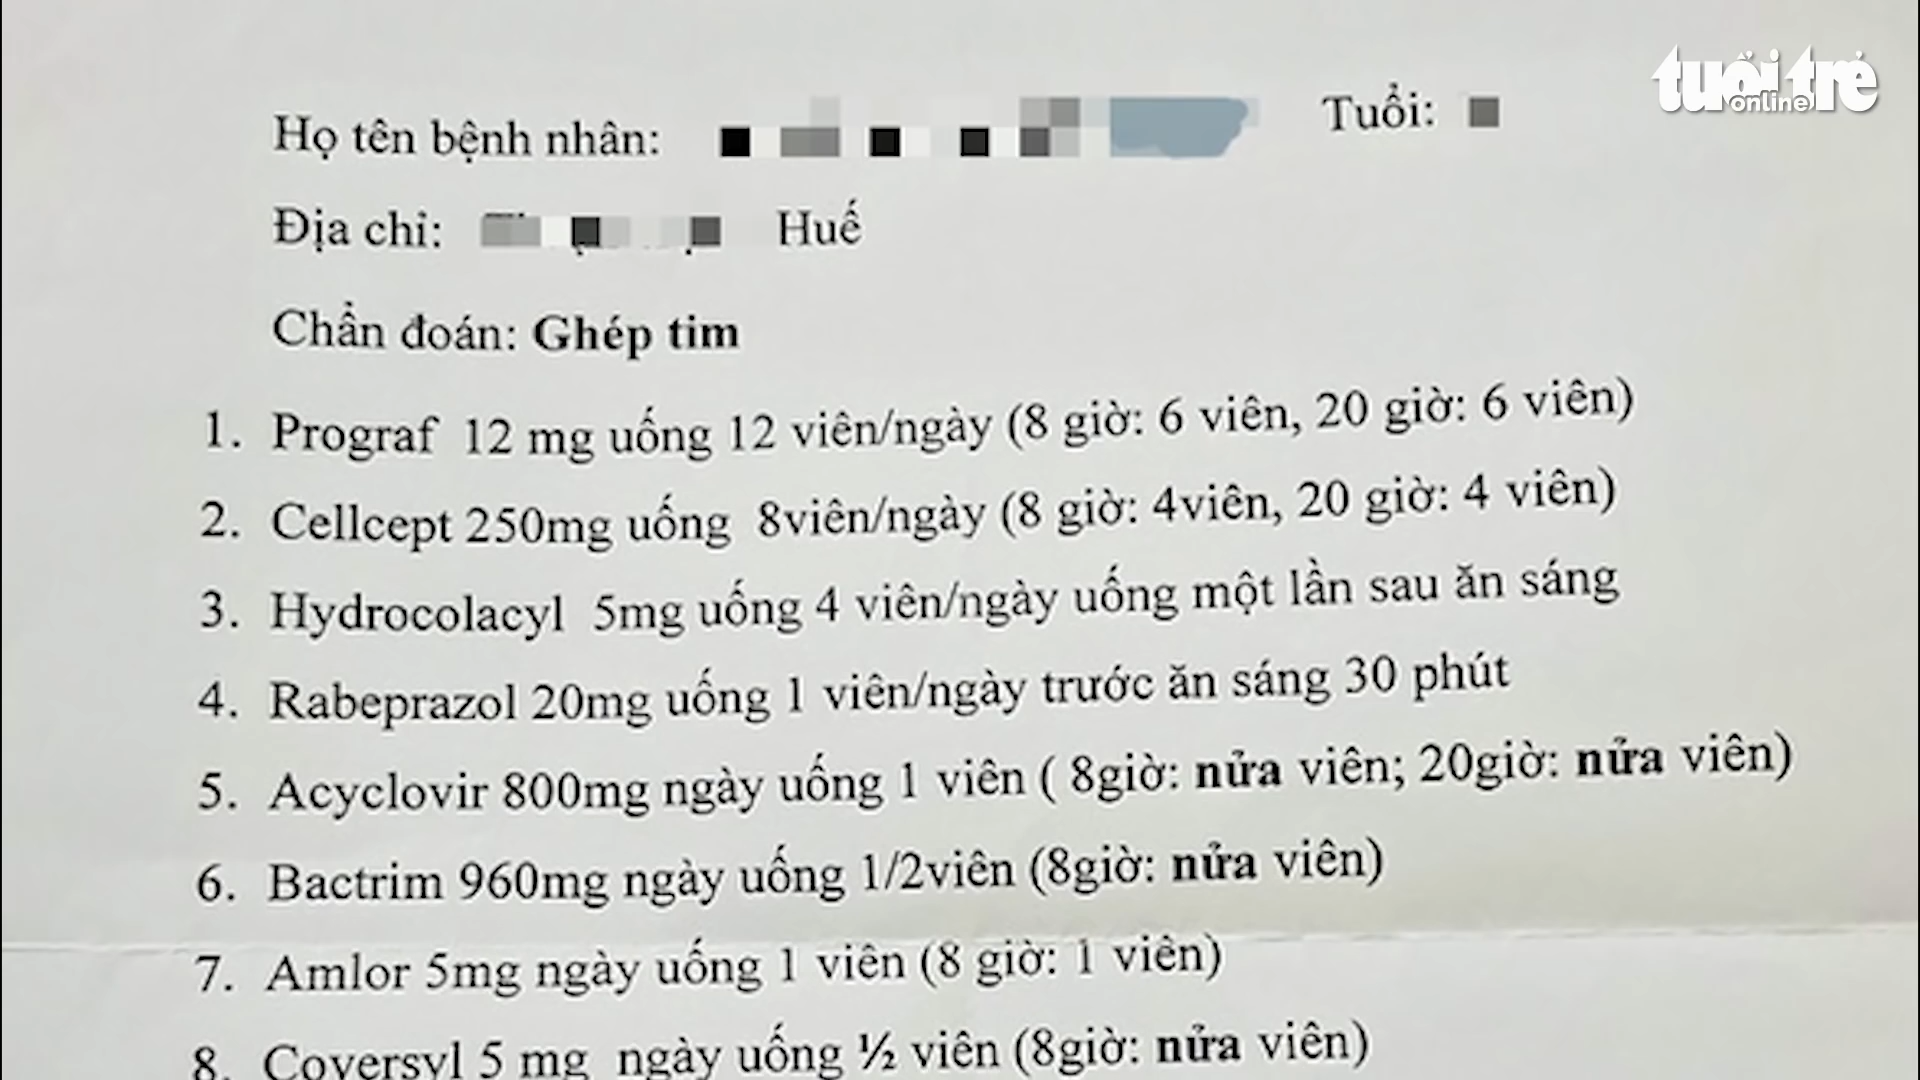 tuổi trẻ
online
Họ tên bệnh nhân: Tuổi:
Địa chỉ: Huế
Chẩn đoán: Ghép tim
1. Prograf 12 mg uống 12 viên/ngày (8 giờ: 6 viên, 20 giờ: 6 viên)
2. Cellcept 250mg uống 8viên/ngày (8 giờ: 4viên, 20 giờ: 4 viên)
3. Hydrocolacyl 5mg uống 4 viên/ngày uống một lần sau ăn sáng
4. Rabeprazol 20mg uống 1 viên/ngày trước ăn sáng 30 phút
5. Acyclovir 800mg ngày uống 1 viên ( 8giờ: nửa viên; 20giờ: nửa viên)
6. Bactrim 960mg ngày uống 1/2viên (8giờ: nửa viên)
7. Amlor 5mg ngày uống 1 viên (8 giờ: 1 viên)
8. Coversyl 5 mg ngày uống ½ viên (8giờ: nửa viên)